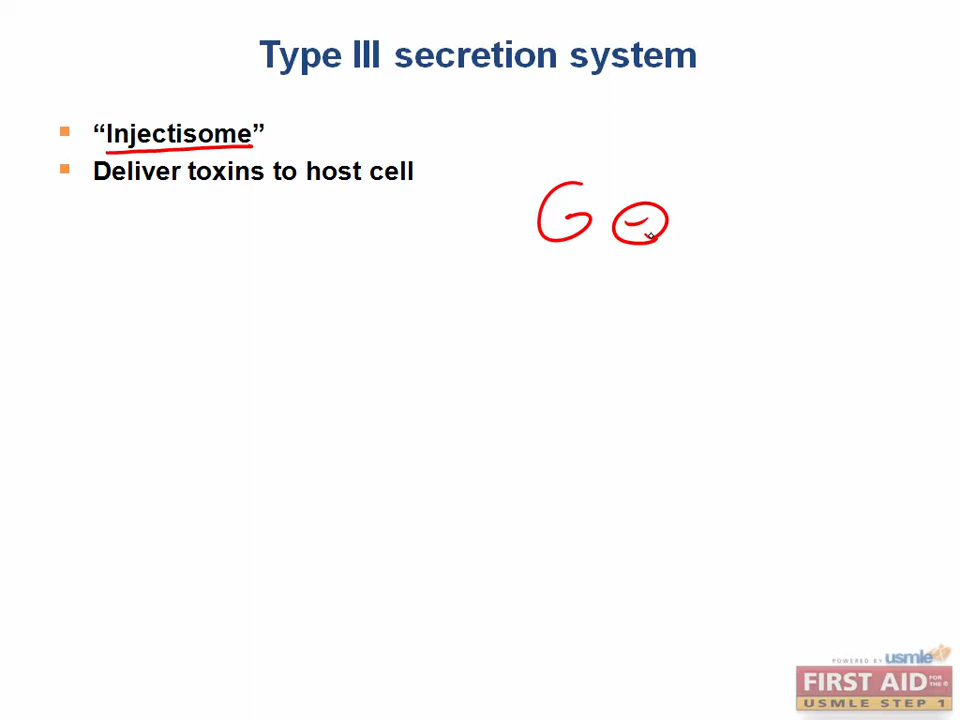 Type III secretion system
“Injectisome”
Deliver toxins to host cell
G -
POWERED BY usmle
FIRST AID FOR THE®
USMLE STEP 1